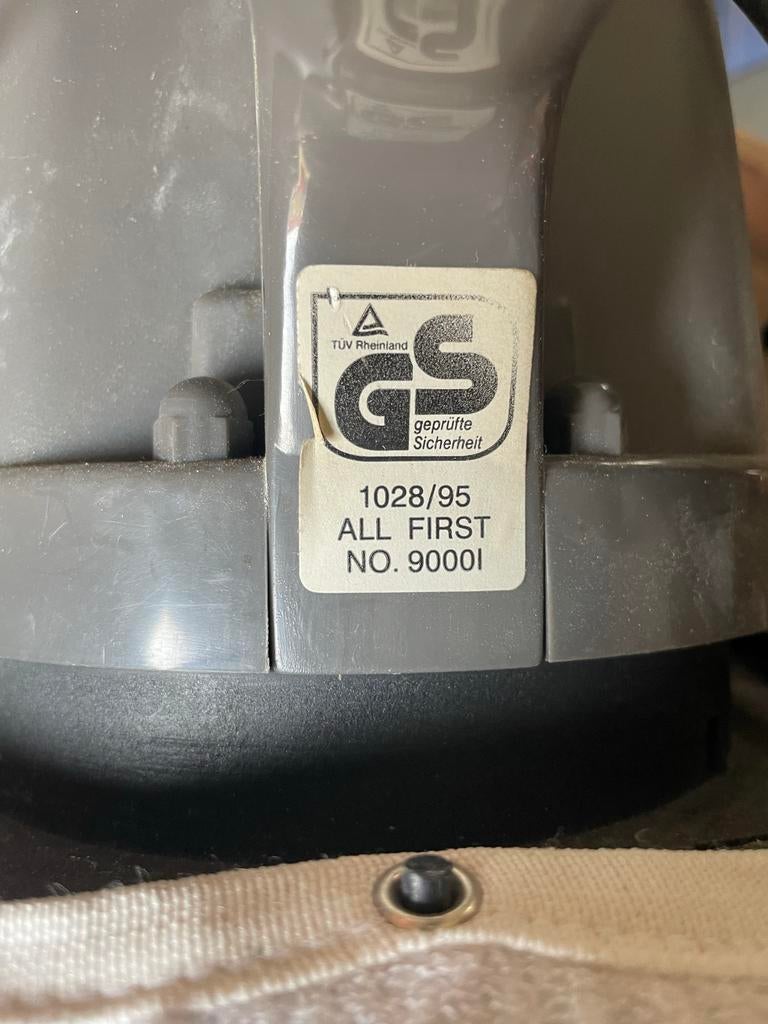 TÜV Rheinland
GS
geprüfte
Sicherheit
1028/95
ALL FIRST
NO. 9000I